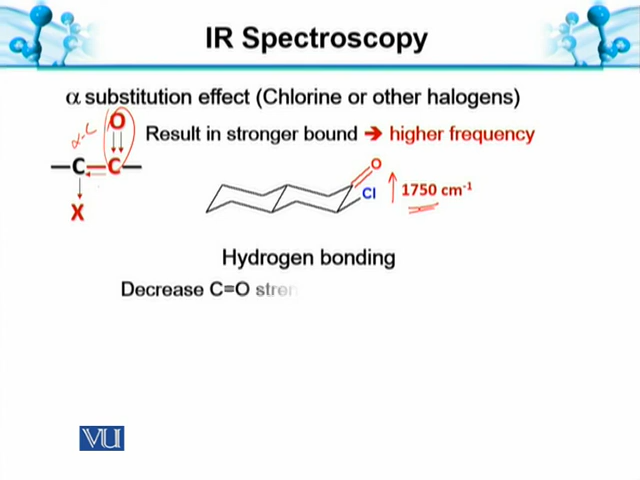 IR Spectroscopy
α substitution effect (Chlorine or other halogens)
α-C
O
Result in stronger bound → higher frequency
–C=C–
X
O
Cl
↑ 1750 cm⁻¹
Hydrogen bonding
Decrease C=O stren
VU